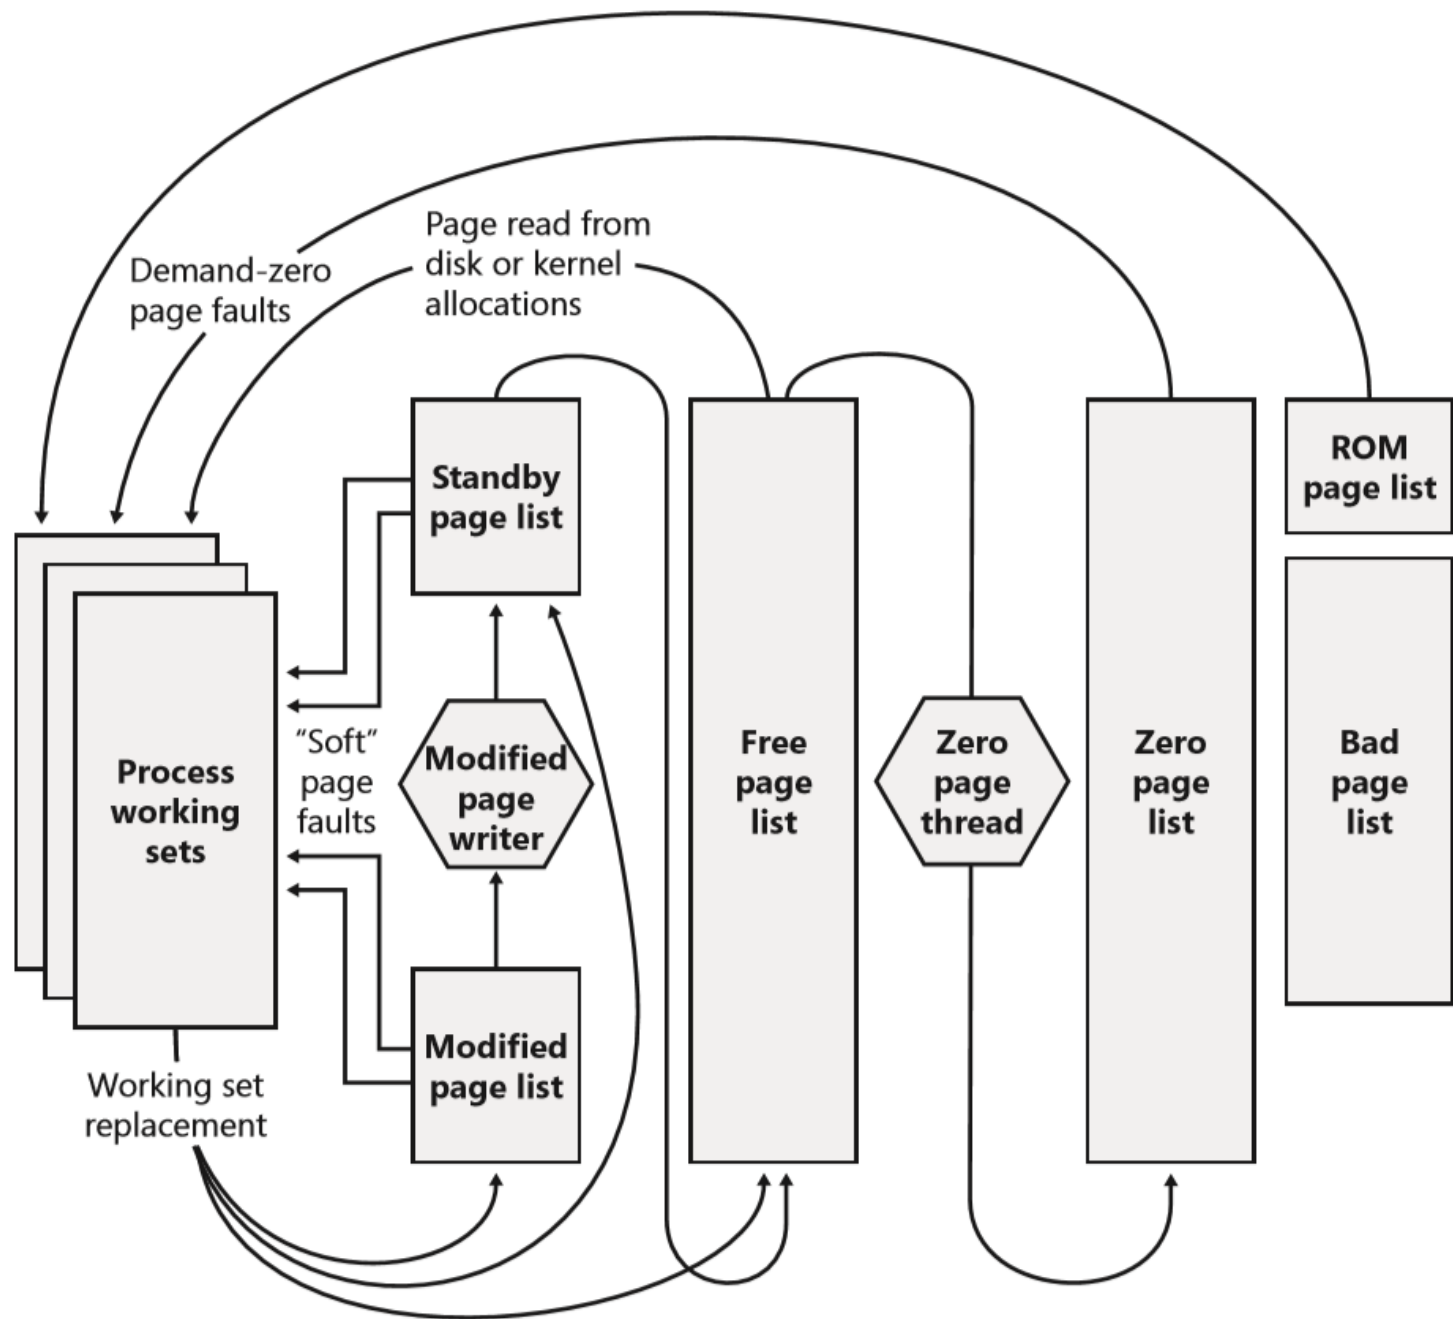 Page read from
disk or kernel
allocations
Demand-zero
page faults
Standby
page list
ROM
page list
"Soft"
page
faults
Process
working
sets
Modified
page
writer
Free
page
list
Zero
page
thread
Zero
page
list
Bad
page
list
Modified
page list
Working set
replacement